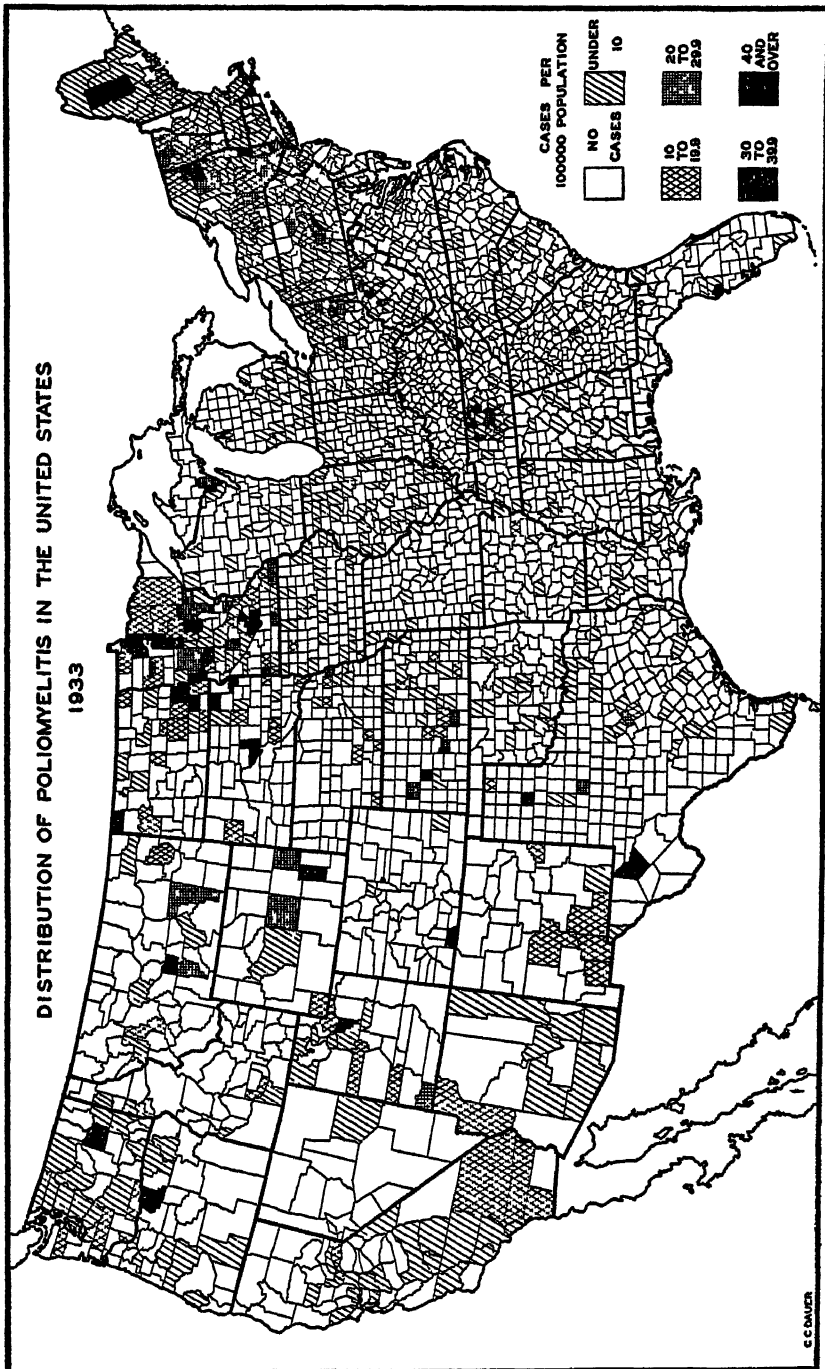 DISTRIBUTION OF POLIOMYELITIS IN THE UNITED STATES
1933
CASES PER
100000 POPULATION
NO
CASES
UNDER
10
10
TO
19.9
20
TO
29.9
30
TO
39.9
40
AND
OVER
C C DAUER